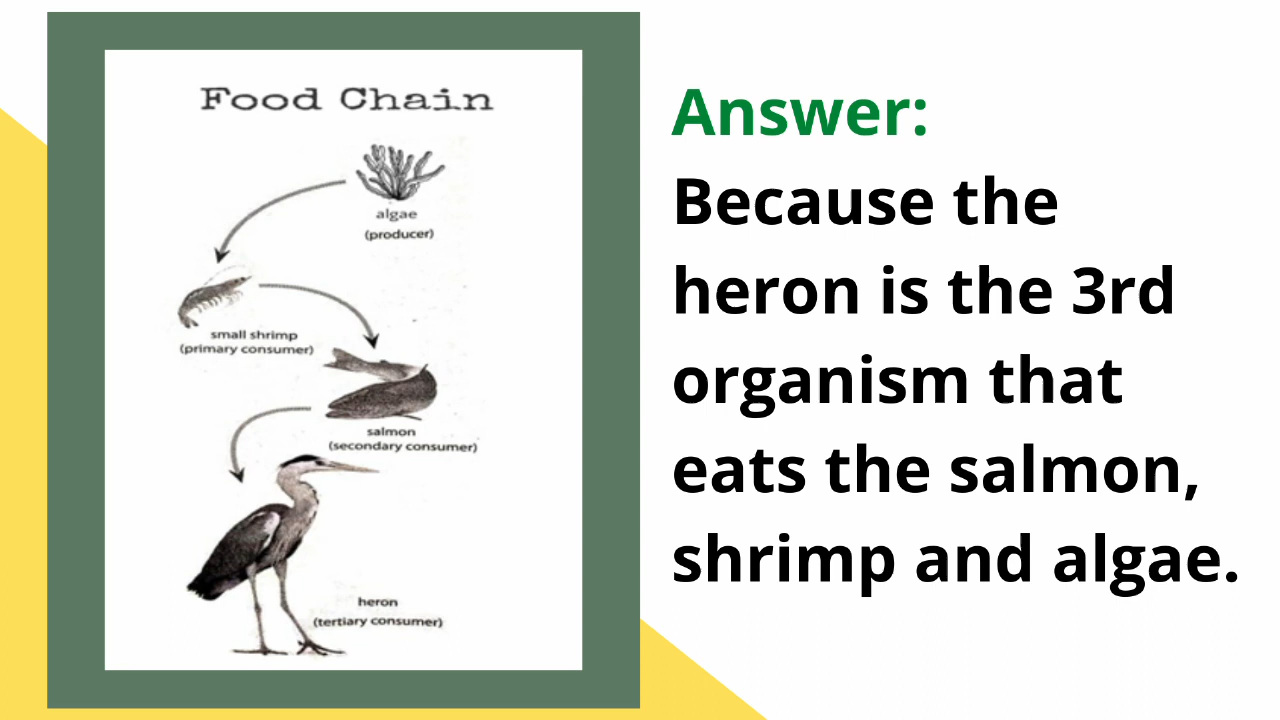 Food Chain
algae
(producer)
small shrimp
(primary consumer)
salmon
(secondary consumer)
heron
(tertiary consumer)
Answer:
Because the
heron is the 3rd
organism that
eats the salmon,
shrimp and algae.